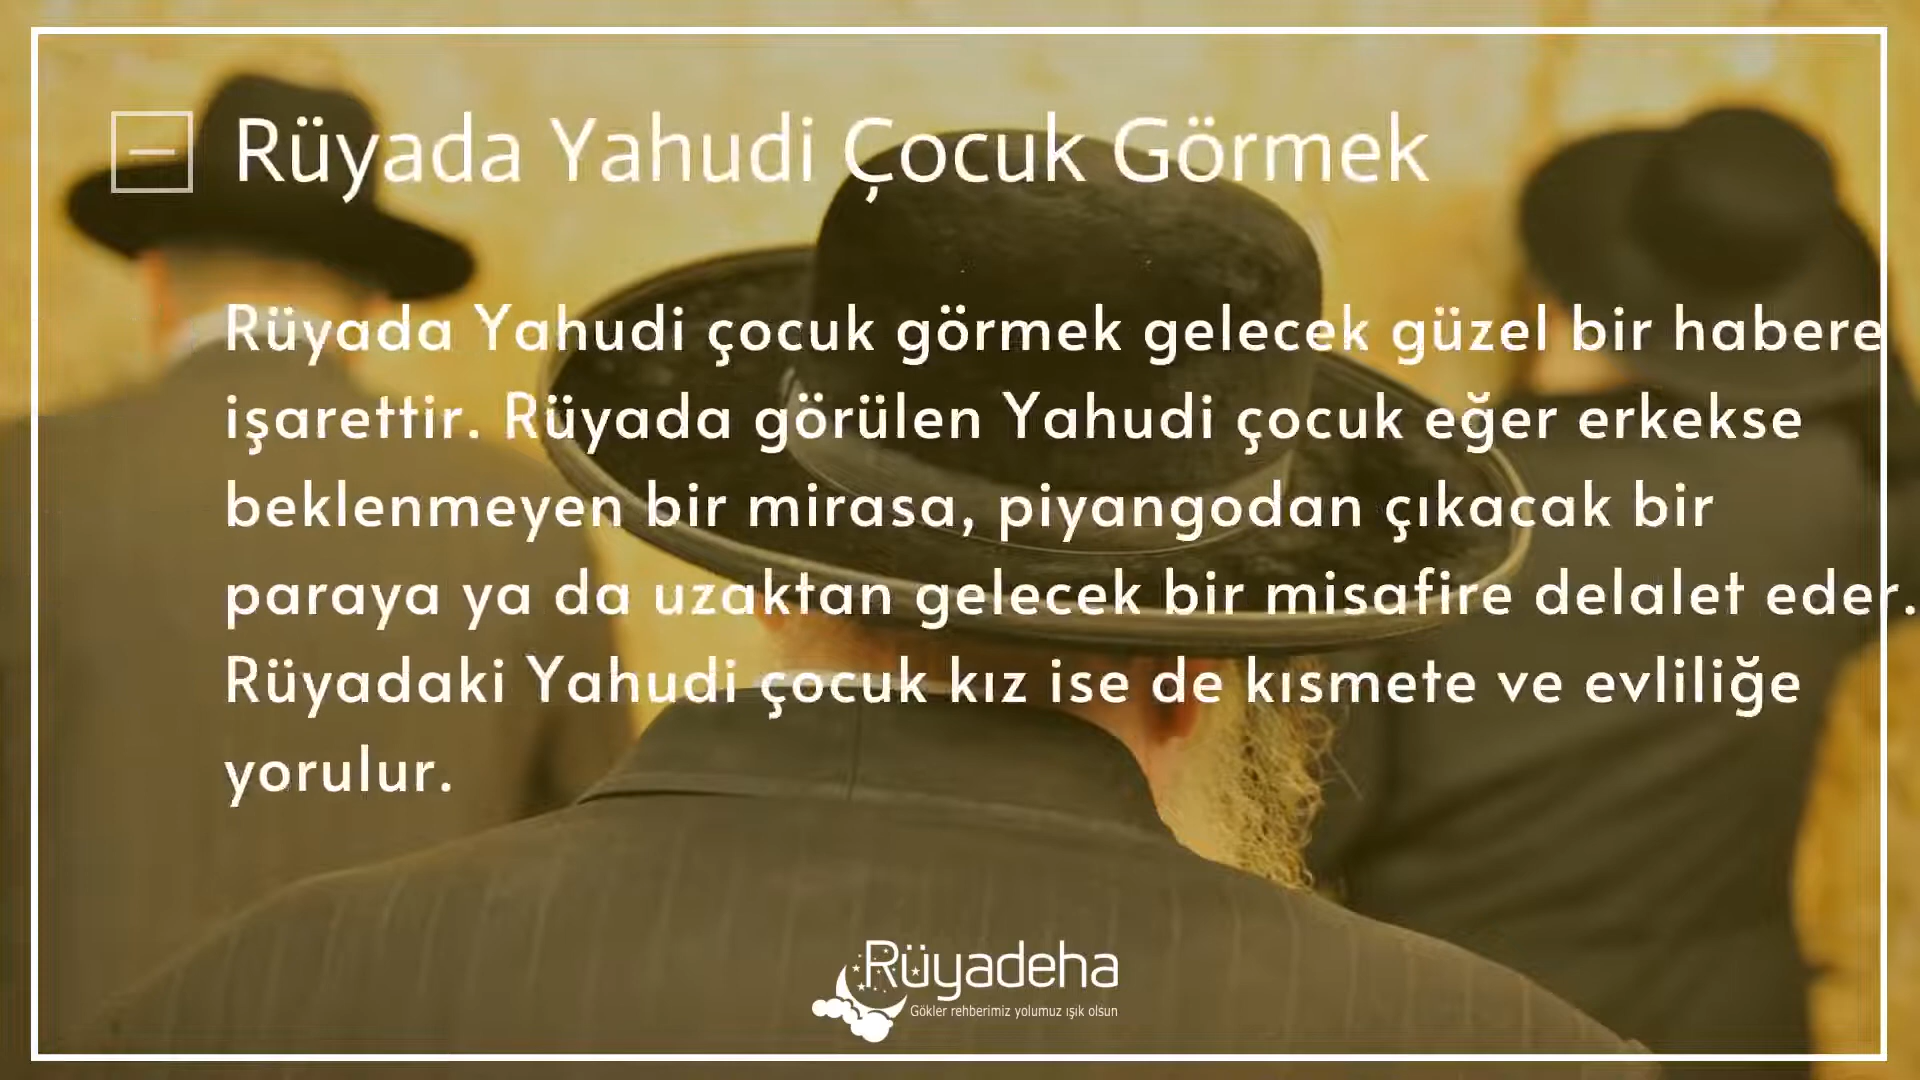 Rüyada Yahudi Çocuk Görmek
Rüyada Yahudi çocuk görmek gelecek güzel bir habere
işarettir. Rüyada görülen Yahudi çocuk eğer erkekse
beklenmeyen bir mirasa, piyangodan çıkacak bir
paraya ya da uzaktan gelecek bir misafire delalet eder.
Rüyadaki Yahudi çocuk kız ise de kısmete ve evliliğe
yorulur.
Rüyadeha
Gökler rehberimiz yolumuz ışık olsun